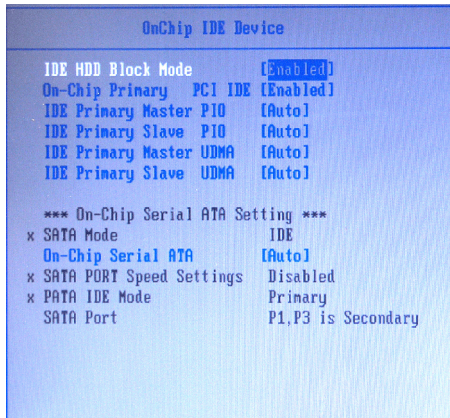 OnChip IDE Device
IDE HDD Block Mode [Enabled]
On-Chip Primary PCI IDE [Enabled]
IDE Primary Master PIO [Auto]
IDE Primary Slave PIO [Auto]
IDE Primary Master UDMA [Auto]
IDE Primary Slave UDMA [Auto]
*** On-Chip Serial ATA Setting ***
x SATA Mode IDE
On-Chip Serial ATA [Auto]
x SATA PORT Speed Settings Disabled
x PATA IDE Mode Primary
SATA Port P1,P3 is Secondary